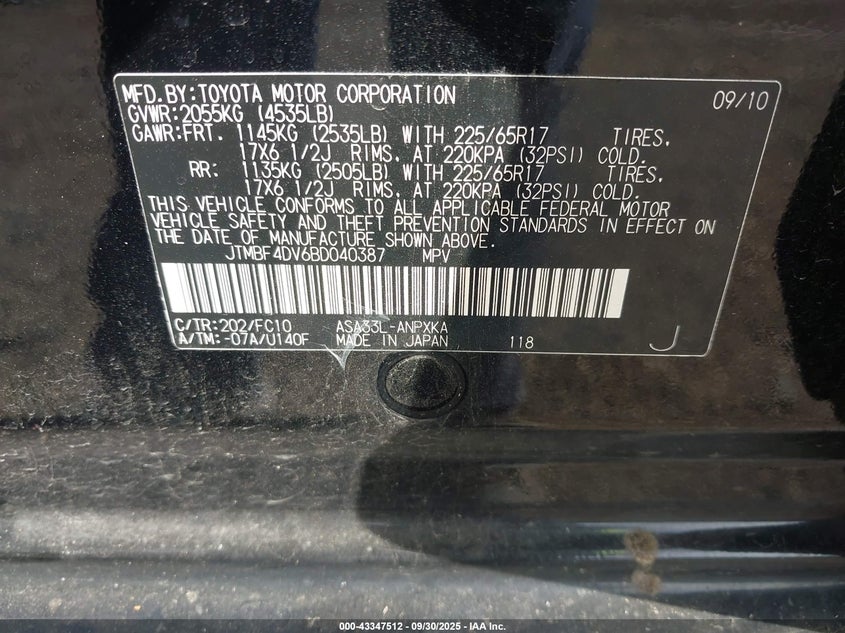 MFD.BY:TOYOTA MOTOR CORPORATION 09/10
GVWR:2055KG (4535LB)
GAWR:FRT. 1145KG (2535LB) WITH 225/65R17 TIRES,
17X6 1/2J RIMS, AT 220KPA (32PSI) COLD.
RR: 1135KG (2505LB) WITH 225/65R17 TIRES,
17X6 1/2J RIMS, AT 220KPA (32PSI) COLD.
THIS VEHICLE CONFORMS TO ALL APPLICABLE FEDERAL MOTOR
VEHICLE SAFETY AND THEFT PREVENTION STANDARDS IN EFFECT ON
THE DATE OF MANUFACTURE SHOWN ABOVE.
JTMBF4DV6BD040387 MPV
C/TR:202/FC10 ASA33L-ANPXKA
A/TM:-07A/U140F MADE IN JAPAN 118 J
000-43347512 - 09/30/2025 - IAA Inc.